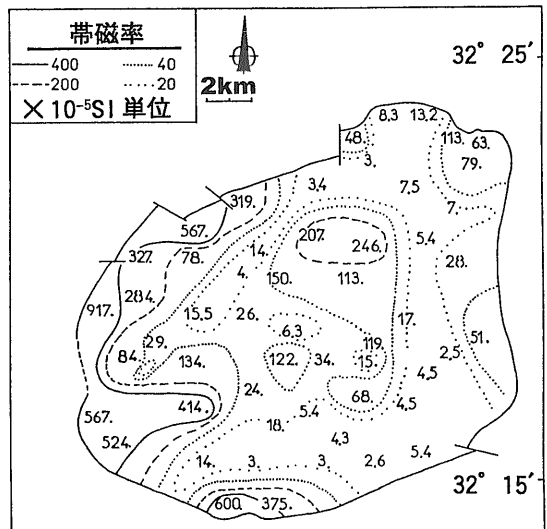 帯磁率
400 40
200 20
×10⁻⁵SI 単位
2km
32° 25′
8,3 13,2
48. 113. 63.
3. 79.
3,4 7,5
319. 7.
567. 207. 246. 5,4
327. 78. 14. 28.
4. 150. 113.
284.
917. 15,5 26. 17.
6,3 51.
29. 119.
84. 134. 122. 34. 15. 2,5
4,5
24. 68. 4,5
414. 5,4
567. 18.
524. 4,3
5,4
14. 3. 3. 2,6
32° 15′
600. 375.